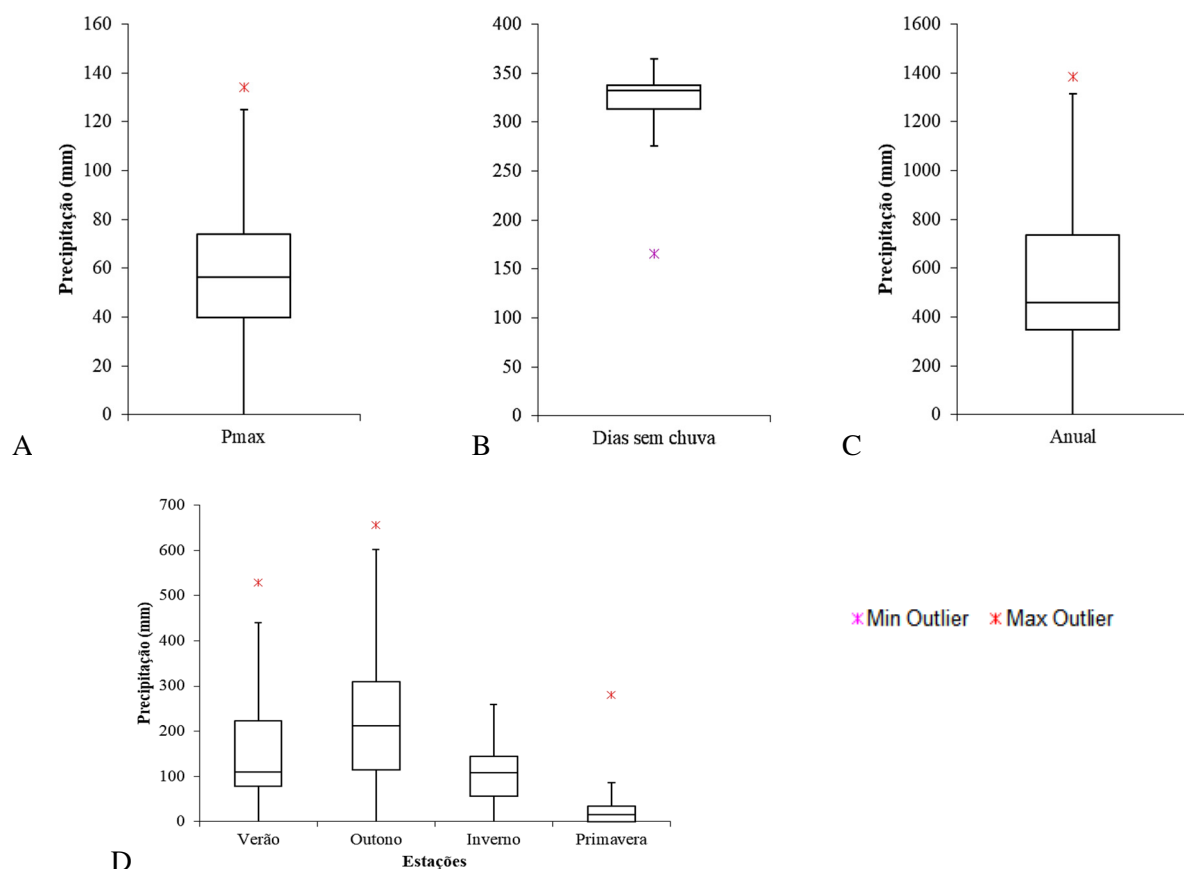 160
140
120
100
80
60
40
20
0
Precipitação (mm)
Pmax
A
400
350
300
250
200
150
100
50
0
Dias sem chuva
B
1600
1400
1200
1000
800
600
400
200
0
Precipitação (mm)
Anual
C
700
600
500
400
300
200
100
0
Precipitação (mm)
Verão Outono Inverno Primavera
Estações
D
Min Outlier Max Outlier